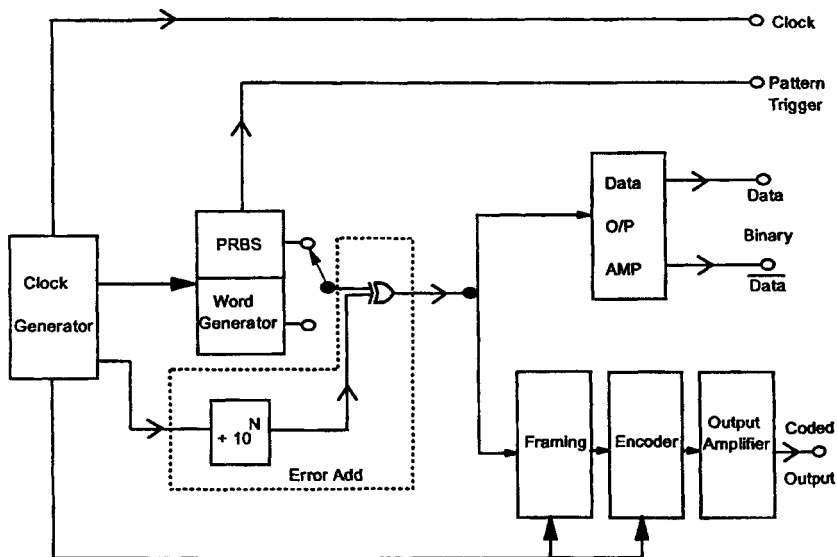 Clock
Pattern
Trigger
Data
O/P
AMP
Data
Binary
Data
Clock
Generator
PRBS
Word
Generator
+ 10 N
Error Add
Framing
Encoder
Output
Amplifier
Coded
Output